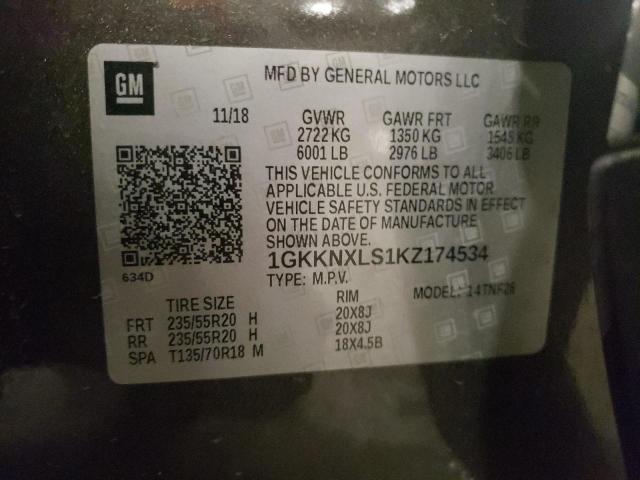 GM
MFD BY GENERAL MOTORS LLC
11/18 GVWR GAWR FRT GAWR RR
2722 KG 1350 KG 1545 KG
6001 LB 2976 LB 3406 LB
THIS VEHICLE CONFORMS TO ALL
APPLICABLE U.S. FEDERAL MOTOR
VEHICLE SAFETY STANDARDS IN EFFECT
ON THE DATE OF MANUFACTURE
SHOWN ABOVE.
1GKKNXLS1KZ174534
634D
TYPE: M.P.V. MODEL: 14TNF26
TIRE SIZE RIM
FRT 235/55R20 H 20X8J
RR 235/55R20 H 20X8J
SPA T135/70R18 M 18X4.5B